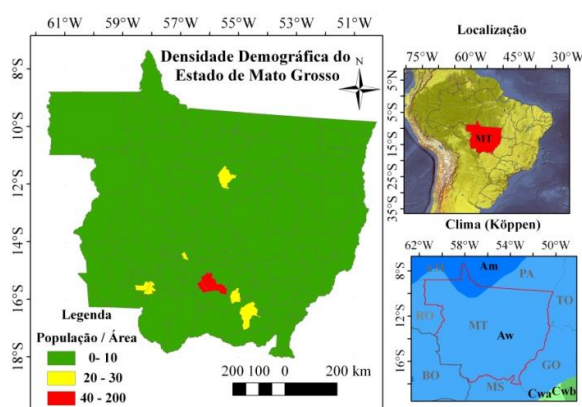 61°W 59°W 57°W 55°W 53°W 51°W
Densidade Demográfica do
Estado de Mato Grosso
N
8°S
10°S
12°S
14°S
16°S
18°S
Legenda
População / Área
0- 10
20 - 30
40 - 200
200 100 0 200 km
Localização
75°W 60°W 45°W 30°W
5°N
5°S
15°S
25°S
35°S
MT
Clima (Köppen)
62°W 58°W 54°W 50°W
8°S
12°S
16°S
Am
PA
TO
RO
MT
Aw
GO
BO
MS
Cwa
Cwb